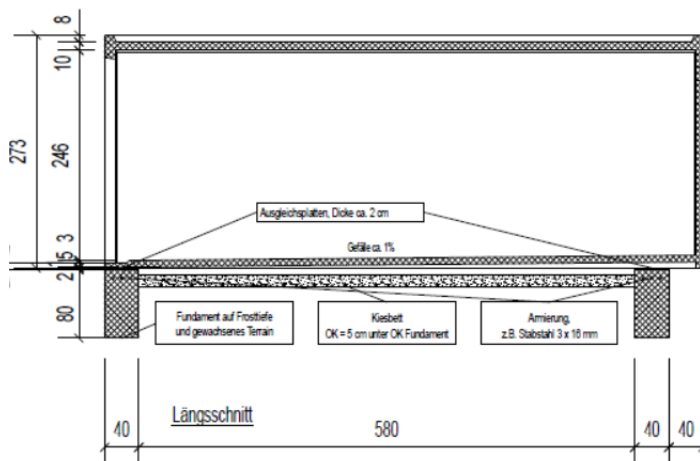 8
10
273
246
3
5
2
80
Ausgleichsplatten, Dicke ca. 2 cm
Gefälle ca. 1%
Fundament auf Frosttiefe
und gewachsenes Terrain
Kiesbett
OK = 5 cm unter OK Fundament
Armierung,
z.B. Stabstahl 3 x 16 mm
Längsschnitt
40
580
40
40